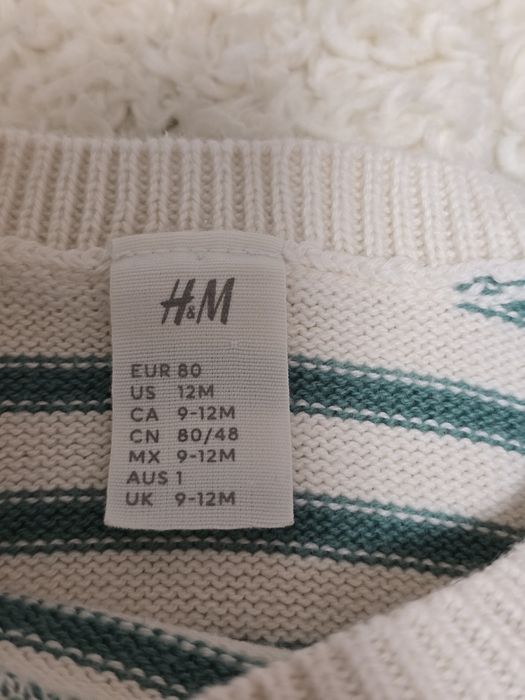 H&M
EUR 80
US 12M
CA 9-12M
CN 80/48
MX 9-12M
AUS 1
UK 9-12M